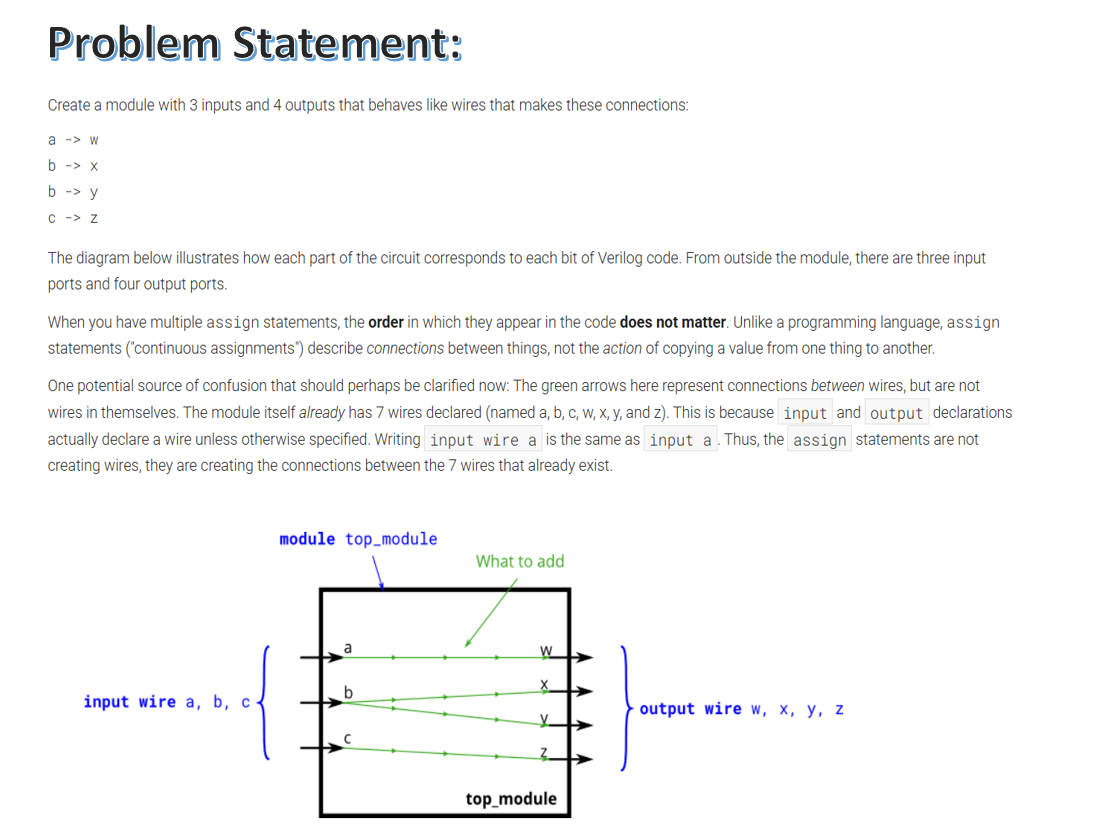 Problem Statement:
Create a module with 3 inputs and 4 outputs that behaves like wires that makes these connections:
a -> w
b -> x
b -> y
c -> z
The diagram below illustrates how each part of the circuit corresponds to each bit of Verilog code. From outside the module, there are three input
ports and four output ports.
When you have multiple assign statements, the order in which they appear in the code does not matter. Unlike a programming language, assign
statements ("continuous assignments") describe connections between things, not the action of copying a value from one thing to another.
One potential source of confusion that should perhaps be clarified now: The green arrows here represent connections between wires, but are not
wires in themselves. The module itself already has 7 wires declared (named a, b, c, w, x, y, and z). This is because input and output declarations
actually declare a wire unless otherwise specified. Writing input wire a is the same as input a. Thus, the assign statements are not
creating wires, they are creating the connections between the 7 wires that already exist.
module top_module
What to add
a
w
x
b
y
c
z
input wire a, b, c
output wire w, x, y, z
top_module